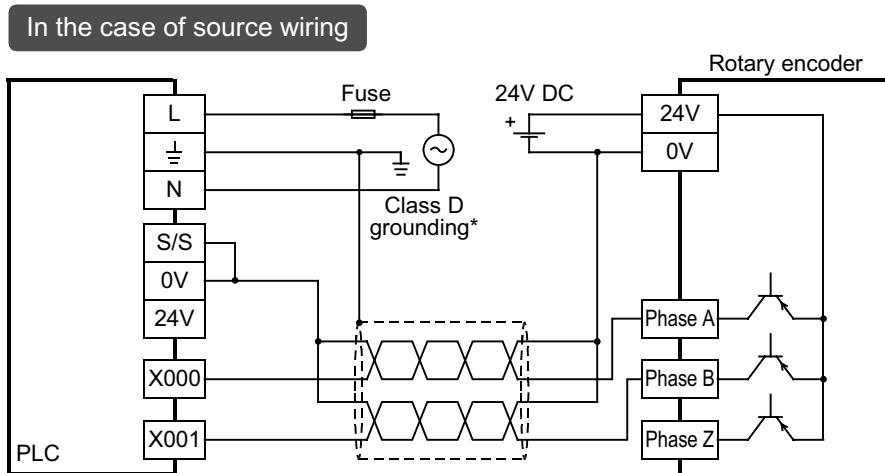 In the case of source wiring
Rotary encoder
Fuse
24V DC
L
24V
+
0V
N
Class D
grounding*
S/S
0V
24V
Phase A
X000
Phase B
X001
Phase Z
PLC